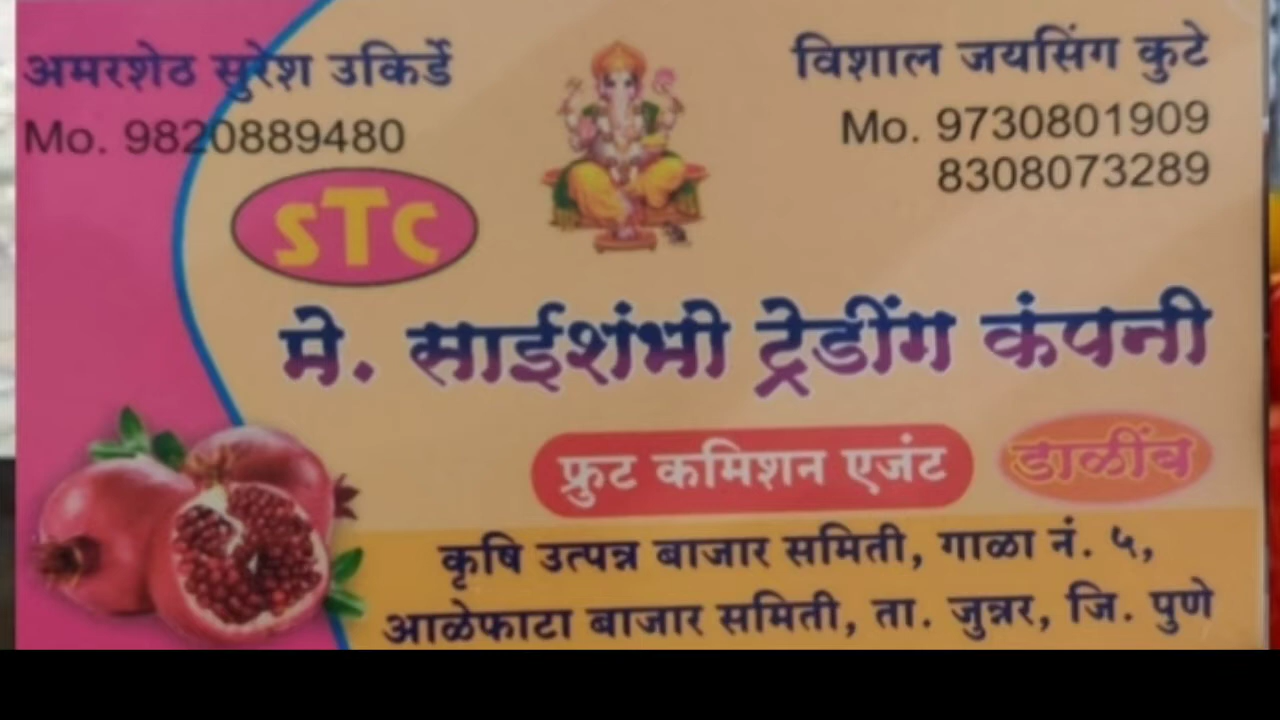 अमरशेठ सुरेश उकिर्डे
Mo. 9820889480
विशाल जयसिंग कुटे
Mo. 9730801909
8308073289
STC
मे. साईशंभो ट्रेडींग कंपनी
फ्रुट कमिशन एजंट
डाळींब
कृषि उत्पन्न बाजार समिती, गाळा नं. ५,
आळेफाटा बाजार समिती, ता. जुन्नर, जि. पुणे